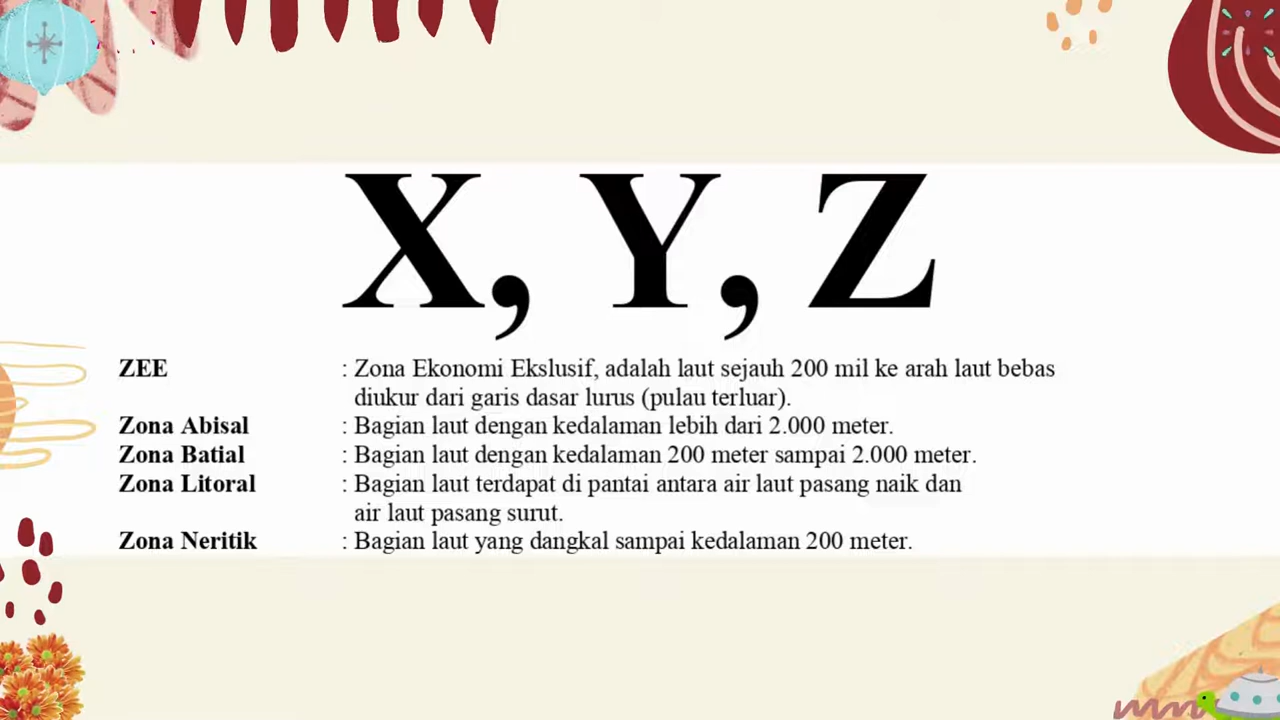 X, Y, Z
ZEE : Zona Ekonomi Ekslusif, adalah laut sejauh 200 mil ke arah laut bebas
diukur dari garis dasar lurus (pulau terluar).
Zona Abisal : Bagian laut dengan kedalaman lebih dari 2.000 meter.
Zona Batial : Bagian laut dengan kedalaman 200 meter sampai 2.000 meter.
Zona Litoral : Bagian laut terdapat di pantai antara air laut pasang naik dan
air laut pasang surut.
Zona Neritik : Bagian laut yang dangkal sampai kedalaman 200 meter.